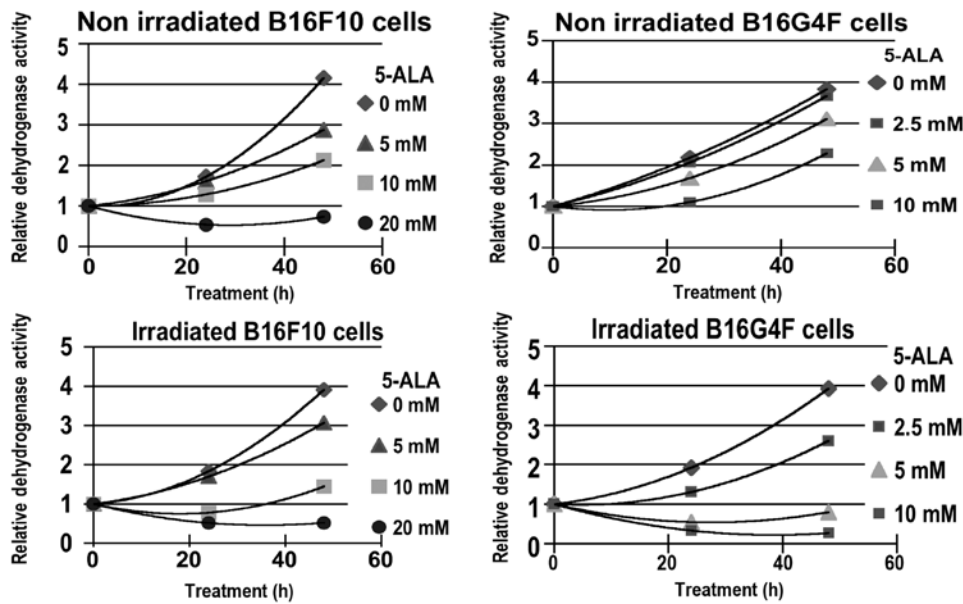 Non irradiated B16F10 cells
Relative dehydrogenase activity
5
4
3
2
1
0
0
20
40
60
Treatment (h)
5-ALA
0 mM
5 mM
10 mM
20 mM
Non irradiated B16G4F cells
Relative dehydrogenase activity
5
4
3
2
1
0
0
20
40
60
Treatment (h)
5-ALA
0 mM
2.5 mM
5 mM
10 mM
Irradiated B16F10 cells
Relative dehydrogenase activity
5
4
3
2
1
0
0
20
40
60
Treatment (h)
5-ALA
0 mM
5 mM
10 mM
20 mM
Irradiated B16G4F cells
Relative dehydrogenase activity
5
4
3
2
1
0
0
20
40
60
Treatment (h)
5-ALA
0 mM
2.5 mM
5 mM
10 mM